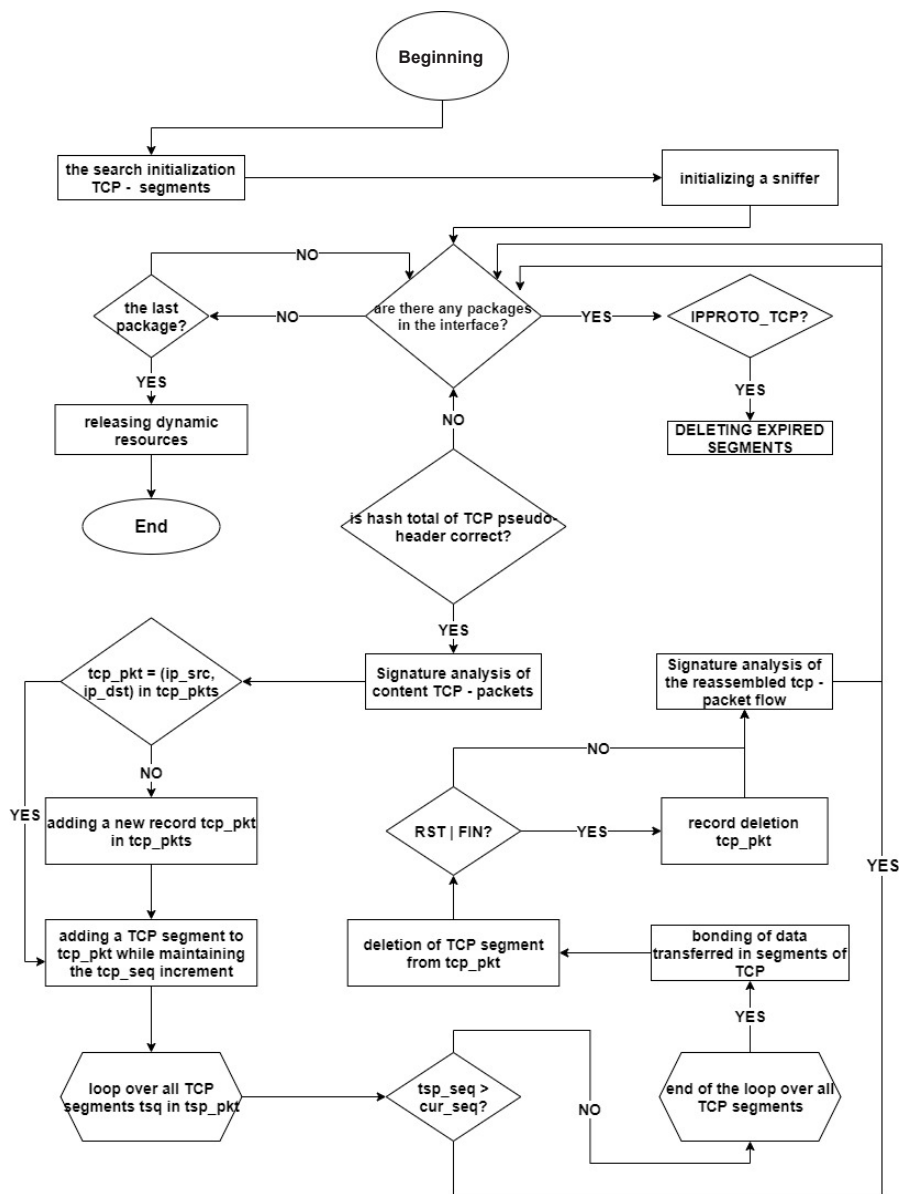 Beginning
the search initialization
TCP - segments
initializing a sniffer
NO
the last
package?
NO
are there any packages
in the interface?
YES
IPPROTO_TCP?
YES
NO
YES
releasing dynamic
resources
DELETING EXPIRED
SEGMENTS
End
is hash total of TCP pseudo-
header correct?
YES
tcp_pkt = (ip_src,
ip_dst) in tcp_pkts
Signature analysis of
content TCP - packets
Signature analysis of
the reassembled tcp -
packet flow
NO
NO
YES
adding a new record tcp_pkt
in tcp_pkts
RST | FIN?
YES
record deletion
tcp_pkt
YES
adding a TCP segment to
tcp_pkt while maintaining
the tcp_seq increment
deletion of TCP segment
from tcp_pkt
bonding of data
transferred in segments of
TCP
YES
loop over all TCP
segments tsq in tsp_pkt
tsp_seq >
cur_seq?
NO
end of the loop over all
TCP segments